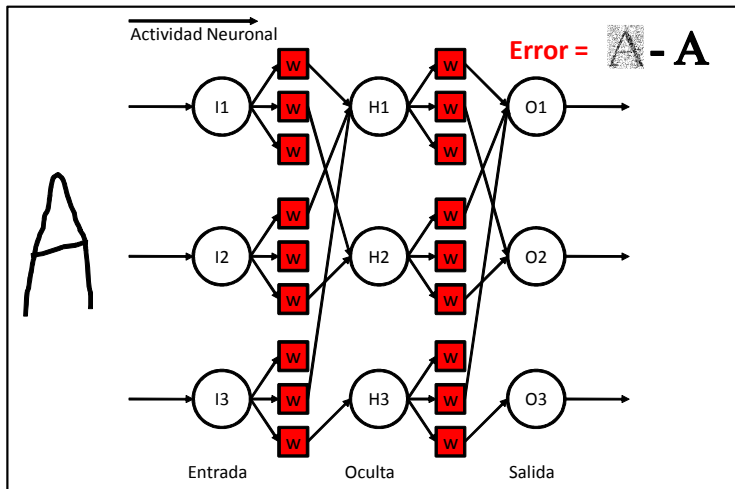 Actividad Neuronal
Error = A - A
w w
I1 w H1 w O1
w w
A
w w
I2 w H2 w O2
w w
w w
I3 w H3 w O3
w w
Entrada Oculta Salida